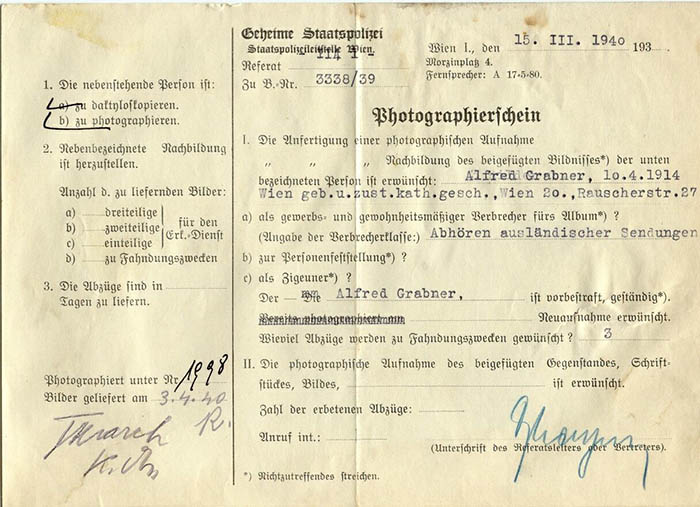 1. Die nebenstehende Person ist:
a) zu daktyloskopieren.
b) zu photographieren.
2. Nebenbezeichnete Nachbildung
ist herzustellen.
Anzahl d. zu liefernden Bilder:
a) dreiteilige
b) zweiteilige
c) einteilige
für den
Erk.-Dienst
d) zu Fahndungszwecken
3. Die Abzüge sind in
Tagen zu liefern.
Photographiert unter Nr. 1998
Bilder geliefert am 3.4.40
R.
Geheime Staatspolizei
Staatspolizeileitstelle Wien.
Referat
Zu B.-Nr. 3338/39
Wien I., den 15. III. 1940 193
Morzinplatz 4.
Fernsprecher: A 17-5-80.
Photographierschein
I. Die Anfertigung einer photographischen Aufnahme
" " " Nachbildung des beigefügten Bildnisses*) der unten
bezeichneten Person ist erwünscht: Alfred Grabner, 10.4.1914
Wien geb.u.zust.kath.gesch.,Wien 20.,Rauscherstr.27
a) als gewerbs- und gewohnheitsmäßiger Verbrecher fürs Album*) ?
(Angabe der Verbrecherklasse:) Abhören ausländischer Sendungen
b) zur Personenfeststellung*) ?
c) als Zigeuner*) ?
Der — Die Alfred Grabner, ist vorbestraft, geständig*).
Bereits photographiert am Neuaufnahme erwünscht.
Wieviel Abzüge werden zu Fahndungszwecken gewünscht ? 3
II. Die photographische Aufnahme des beigefügten Gegenstandes, Schrift-
stückes, Bildes, ist erwünscht.
Zahl der erbetenen Abzüge:
Anruf int.:
(Unterschrift des Referatsleiters oder Vertreters).
*) Nichtzutreffendes streichen.